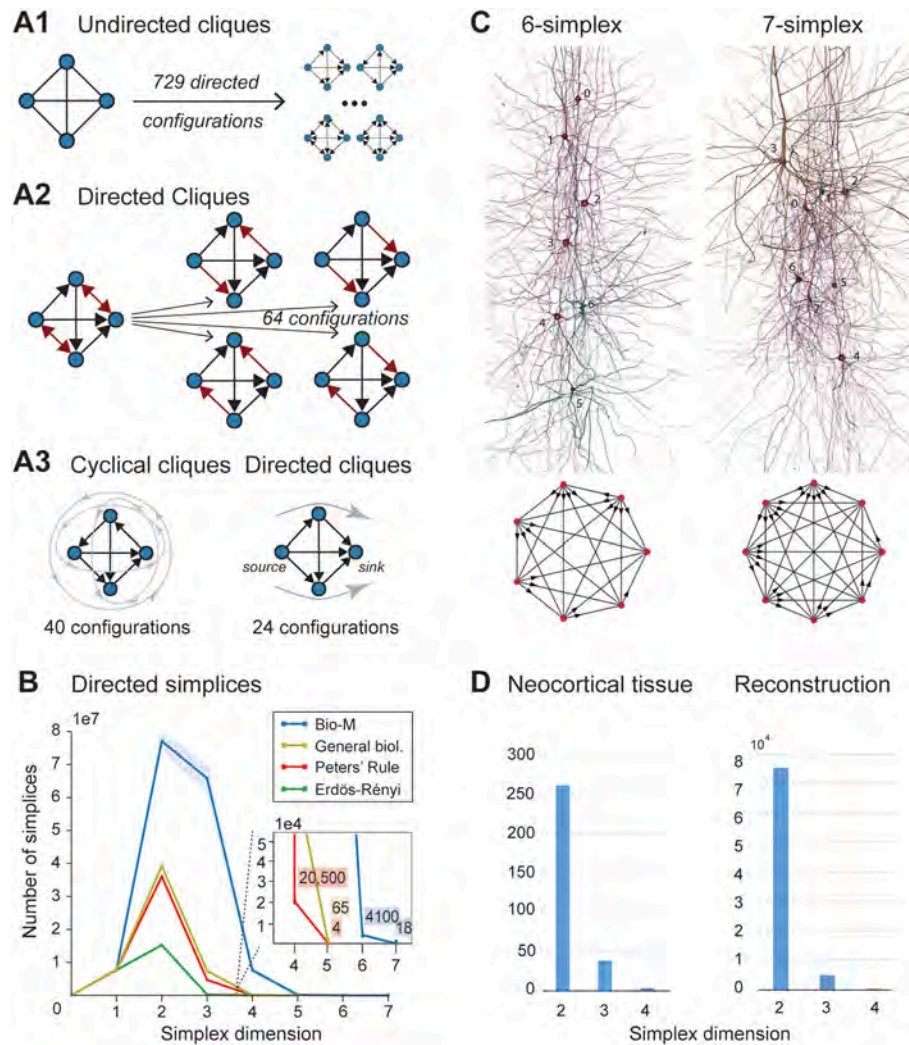 A1 Undirected cliques
729 directed
configurations
A2 Directed Cliques
64 configurations
A3 Cyclical cliques Directed cliques
source sink
40 configurations 24 configurations
B Directed simplices
1e7
8
7
6
5
4
3
2
1
0
Number of simplices
Bio-M
General biol.
Peters' Rule
Erdös-Rényi
1e4
5
4
3
2
1
20,500
65
4
4100
18
4 5 6 7
1 2 3 4 5 6 7
Simplex dimension
C 6-simplex 7-simplex
0
1
2
3
6
4
5
3
2
0
6
5
4
D Neocortical tissue Reconstruction
300
250
200
150
100
50
0
2 3 4
10⁴
8
7
6
5
4
3
2
1
0
2 3 4
Simplex dimension